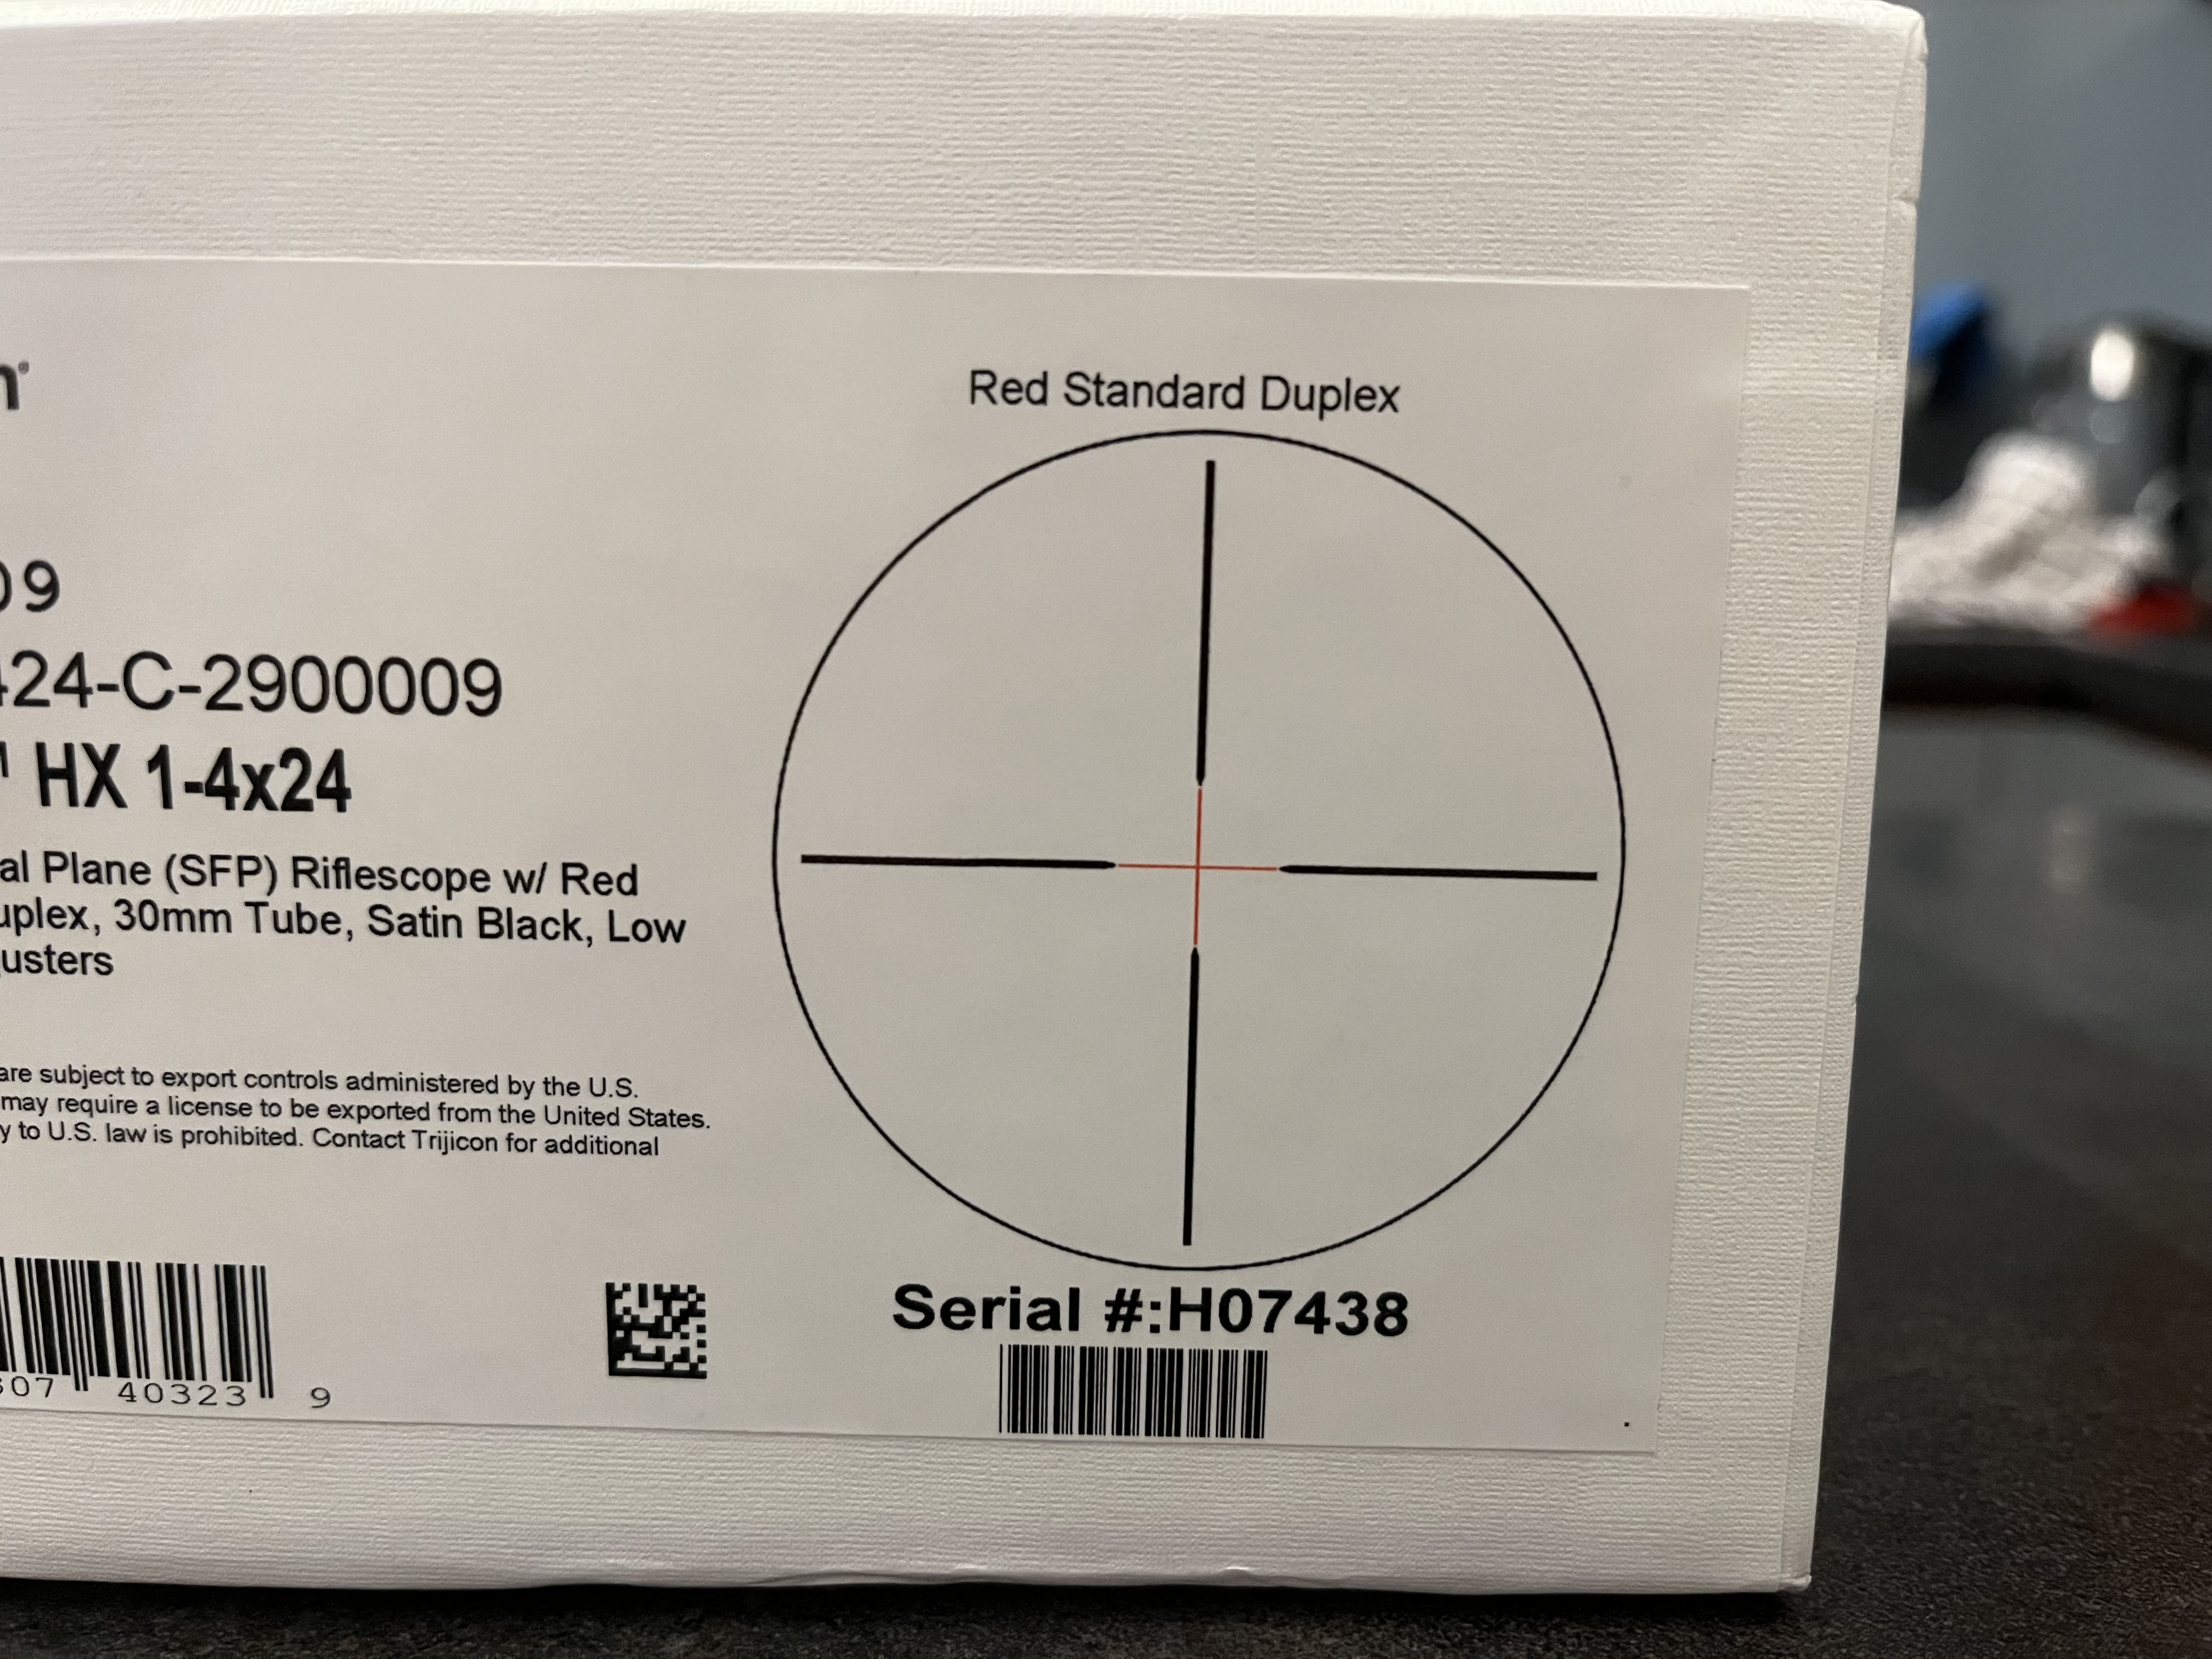 Red Standard Duplex
09
424-C-2900009
HX 1-4x24
al Plane (SFP) Riflescope w/ Red
uplex, 30mm Tube, Satin Black, Low
usters
are subject to export controls administered by the U.S.
may require a license to be exported from the United States.
y to U.S. law is prohibited. Contact Trijicon for additional
Serial #:H07438
307 40323 9